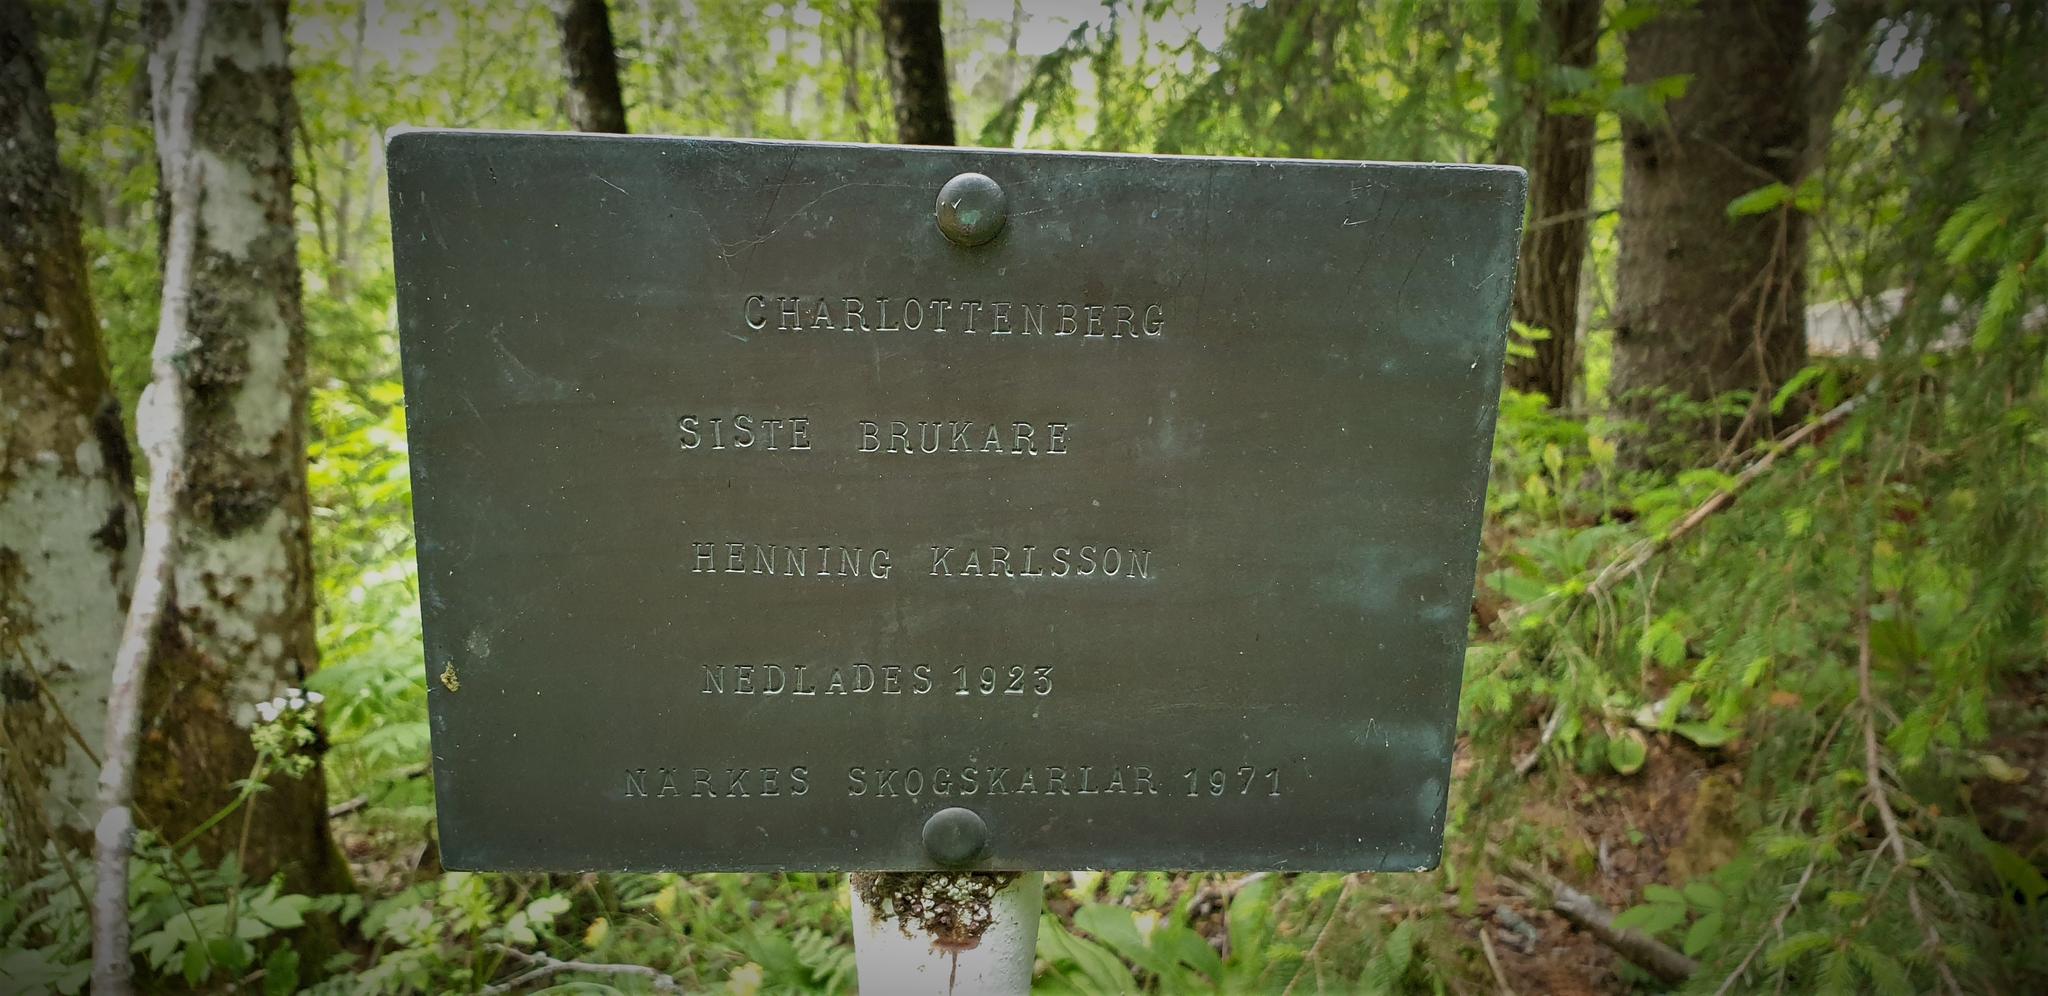 CHARLOTTENBERG
SISTE BRUKARE
HENNING KARLSSON
NEDLADES 1923
NÄRKES SKOGSKARLAR 1971